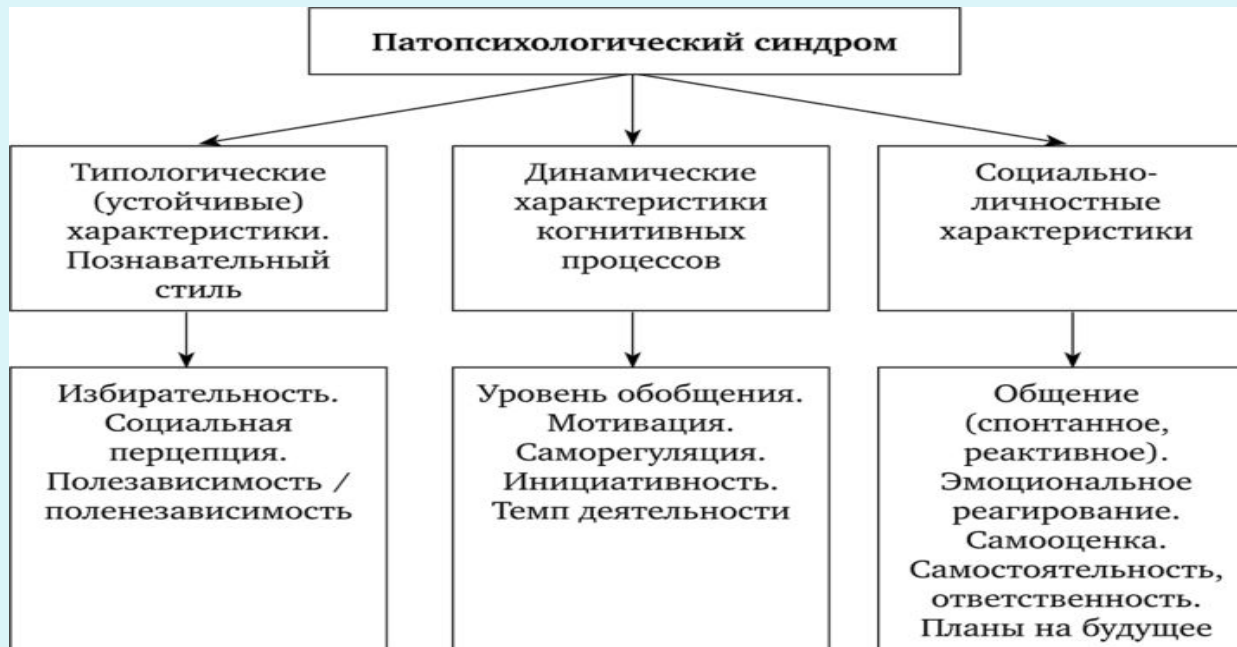 Патопсихологический синдром
Типологические
(устойчивые)
характеристики.
Познавательный
стиль
Динамические
характеристики
когнитивных
процессов
Социально-
личностные
характеристики
Избирательность.
Социальная
перцепция.
Полезависимость /
поленезависимость
Уровень обобщения.
Мотивация.
Саморегуляция.
Инициативность.
Темп деятельности
Общение
(спонтанное,
реактивное).
Эмоциональное
реагирование.
Самооценка.
Самостоятельность,
ответственность.
Планы на будущее